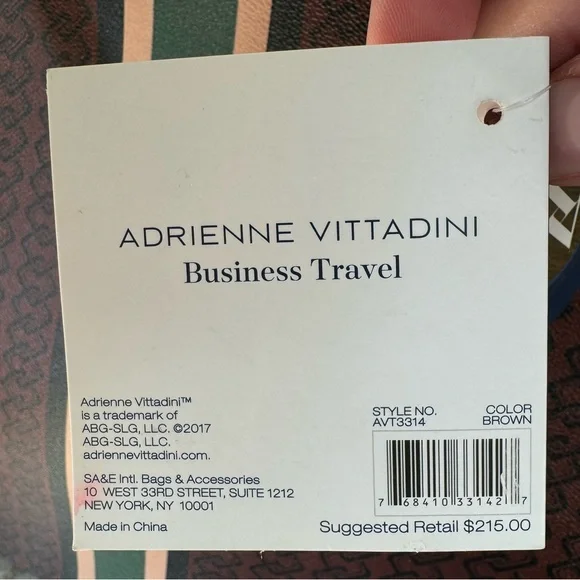 ADRIENNE VITTADINI
Business Travel
Adrienne Vittadini™
is a trademark of
ABG-SLG, LLC. ©2017
ABG-SLG, LLC.
adriennevittadini.com.
SA&E Intl. Bags & Accessories
10 WEST 33RD STREET, SUITE 1212
NEW YORK, NY 10001
Made in China
STYLE NO. COLOR
AVT3314 BROWN
7 68410 33142 7
Suggested Retail $215.00